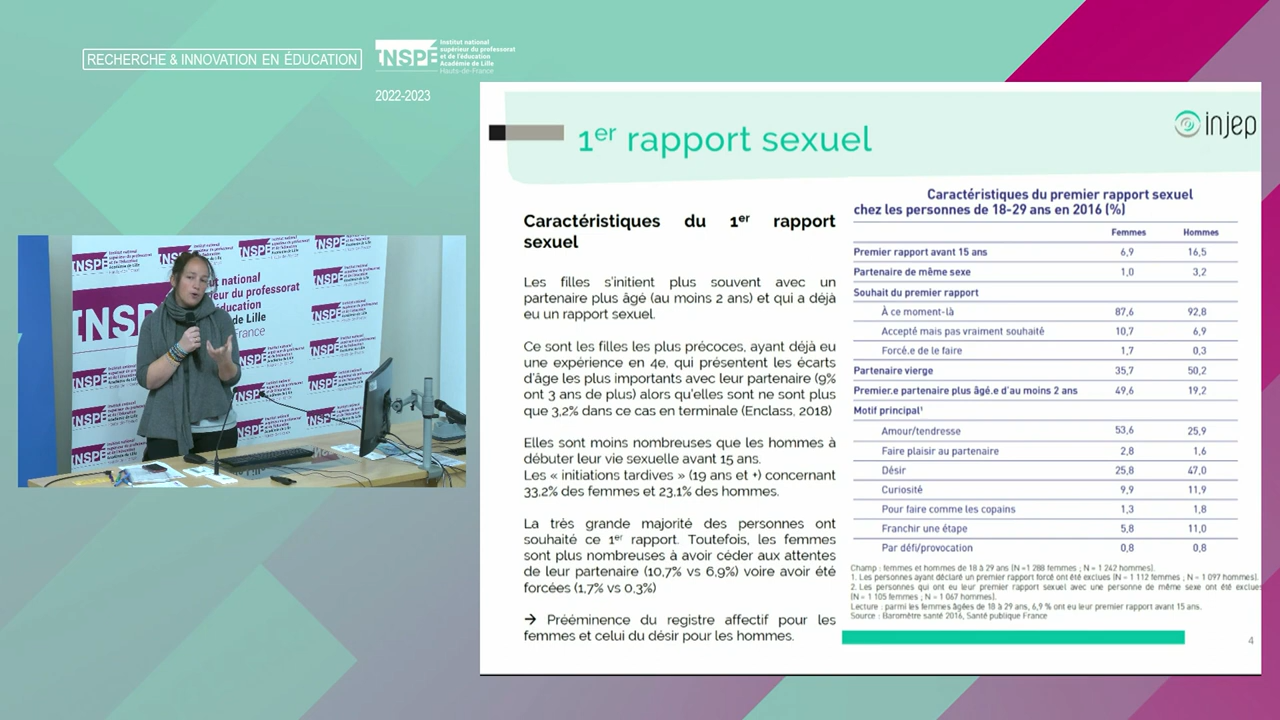 RECHERCHE & INNOVATION EN ÉDUCATION
INSPÉ
Institut national
supérieur du professorat
et de l'éducation
Académie de Lille
Hauts-de-France
2022-2023
1er rapport sexuel
injep
Caractéristiques du 1er rapport
sexuel
Les filles s'initient plus souvent avec un
partenaire plus âgé (au moins 2 ans) et qui a déjà
eu un rapport sexuel.
Ce sont les filles les plus précoces, ayant déjà eu
une expérience en 4e, qui présentent les écarts
d'âge les plus importants avec leur partenaire (9%
ont 3 ans de plus) alors qu'elles sont ne sont plus
que 3,2% dans ce cas en terminale (Enclass, 2018)
Elles sont moins nombreuses que les hommes à
débuter leur vie sexuelle avant 15 ans.
Les « initiations tardives » (19 ans et +) concernant
33,2% des femmes et 23,1% des hommes.
La très grande majorité des personnes ont
souhaité ce 1er rapport. Toutefois, les femmes
sont plus nombreuses à avoir céder aux attentes
de leur partenaire (10,7% vs 6,9%) voire avoir été
forcées (1,7% vs 0,3%)
→ Prééminence du registre affectif pour les
femmes et celui du désir pour les hommes.
Caractéristiques du premier rapport sexuel
chez les personnes de 18-29 ans en 2016 (%)
Femmes Hommes
Premier rapport avant 15 ans 6,9 16,5
Partenaire de même sexe 1,0 3,2
Souhait du premier rapport
À ce moment-là 87,6 92,8
Accepté mais pas vraiment souhaité 10,7 6,9
Forcé.e de le faire 1,7 0,3
Partenaire vierge 35,7 50,2
Premier.e partenaire plus âgé.e d'au moins 2 ans 49,6 19,2
Motif principal¹
Amour/tendresse 53,6 25,9
Faire plaisir au partenaire 2,8 1,6
Désir 25,8 47,0
Curiosité 9,9 11,9
Pour faire comme les copains 1,3 1,8
Franchir une étape 5,8 11,0
Par défi/provocation 0,8 0,8
Champ : femmes et hommes de 18 à 29 ans (N =1 288 femmes ; N = 1 242 hommes).
1. Les personnes ayant déclaré un premier rapport forcé ont été exclues (N = 1 112 femmes ; N = 1 097 hommes).
2. Les personnes qui ont eu leur premier rapport sexuel avec une personne de même sexe ont été exclues
(N = 1 105 femmes ; N = 1 067 hommes).
Lecture : parmi les femmes âgées de 18 à 29 ans, 6,9 % ont eu leur premier rapport avant 15 ans.
Source : Baromètre santé 2016, Santé publique France
4